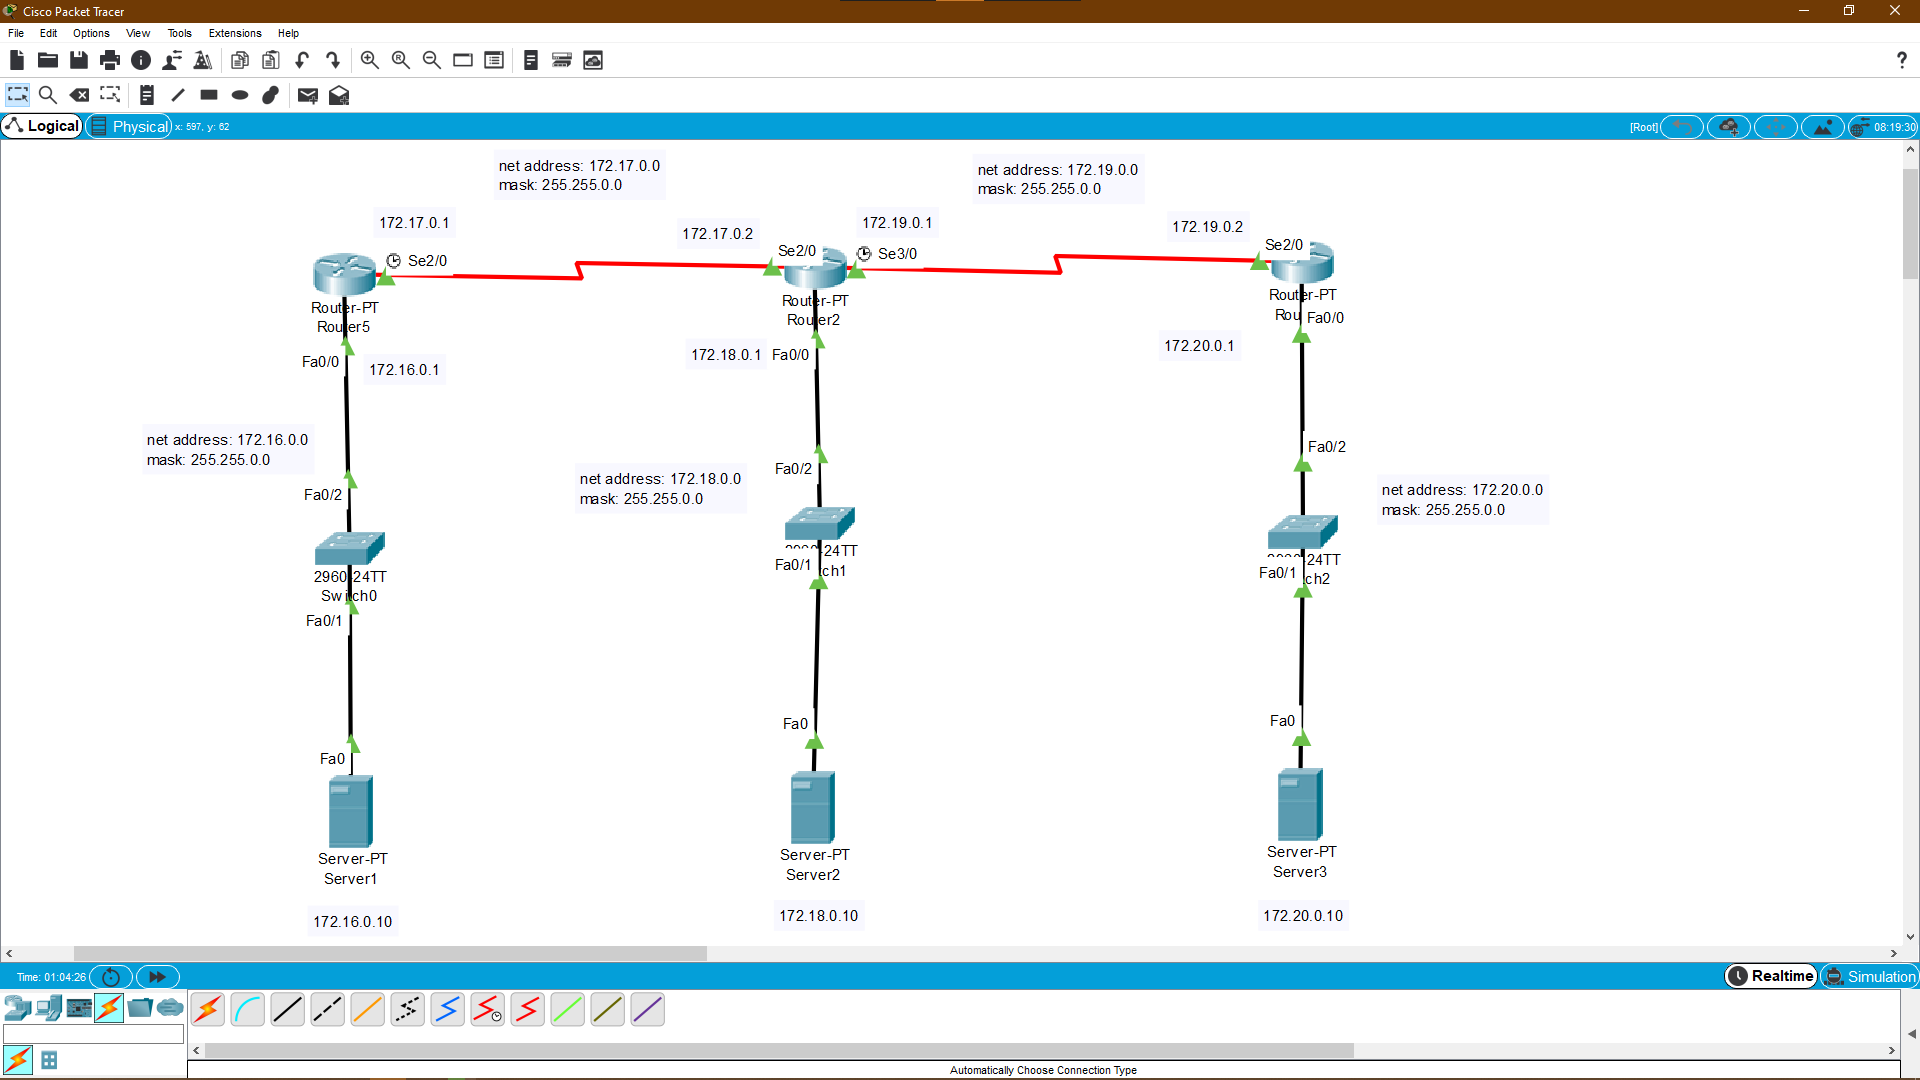 Cisco Packet Tracer
File Edit Options View Tools Extensions Help
Logical Physical x: 597, y: 62 [Root] 08:19:30
net address: 172.17.0.0
mask: 255.255.0.0
net address: 172.19.0.0
mask: 255.255.0.0
172.17.0.1
172.17.0.2
172.19.0.1
172.19.0.2
Se2/0
Se2/0
Se3/0
Se2/0
Router-PT
Router5
Router-PT
Router2
Router-PT
Fa0/0
Fa0/0
172.16.0.1
172.18.0.1
Fa0/0
172.20.0.1
net address: 172.16.0.0
mask: 255.255.0.0
Fa0/2
net address: 172.18.0.0
mask: 255.255.0.0
Fa0/2
Fa0/2
net address: 172.20.0.0
mask: 255.255.0.0
2960-24TT
Switch0
Fa0/1
Fa0/1
Fa0/1
Fa0
Fa0
Fa0
Server-PT
Server1
Server-PT
Server2
Server-PT
Server3
172.16.0.10
172.18.0.10
172.20.0.10
Time: 01:04:26
Realtime Simulation
Automatically Choose Connection Type